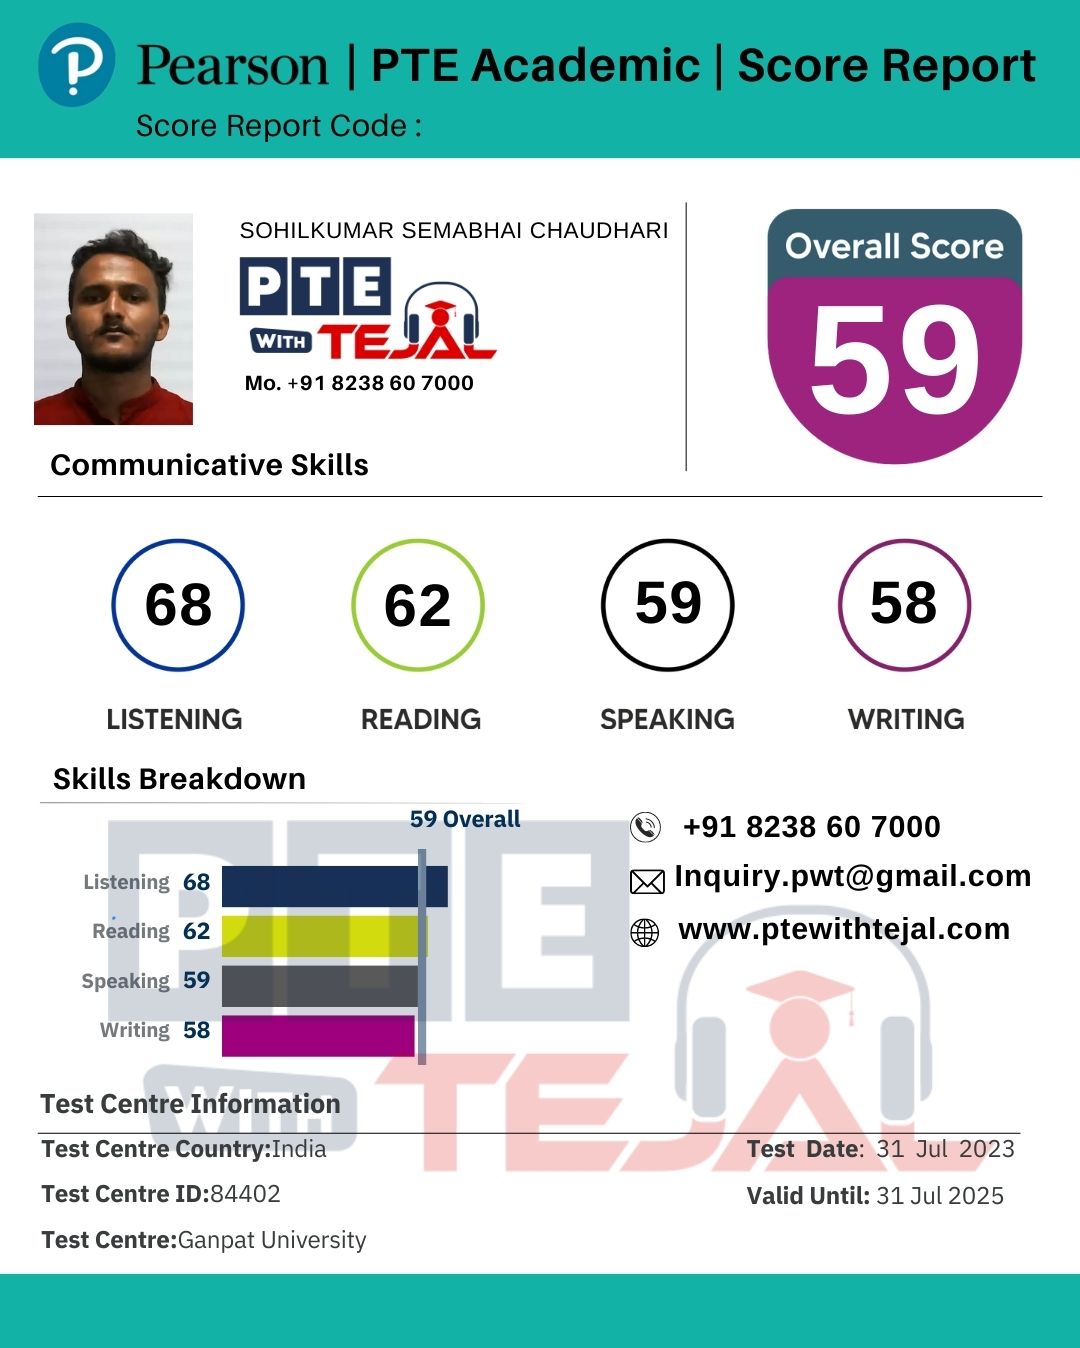 Pearson | PTE Academic | Score Report
Score Report Code :
SOHILKUMAR SEMABHAI CHAUDHARI
PTE
WITH TEJAL
Mo. +91 8238 60 7000
Overall Score
59
Communicative Skills
68 62 59 58
LISTENING READING SPEAKING WRITING
Skills Breakdown
59 Overall
Listening 68
Reading 62
Speaking 59
Writing 58
+91 8238 60 7000
Inquiry.pwt@gmail.com
www.ptewithtejal.com
PTE
WITH TEJAL
Test Centre Information
Test Centre Country:India
Test Centre ID:84402
Test Centre:Ganpat University
Test Date: 31 Jul 2023
Valid Until: 31 Jul 2025